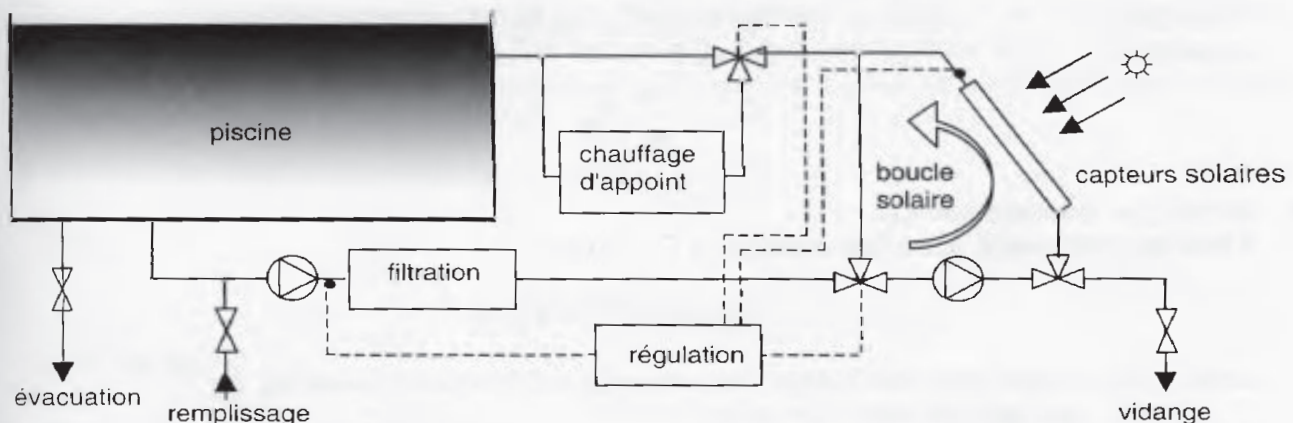 piscine
chauffage
d'appoint
boucle
solaire
capteurs solaires
filtration
régulation
évacuation
remplissage
vidange